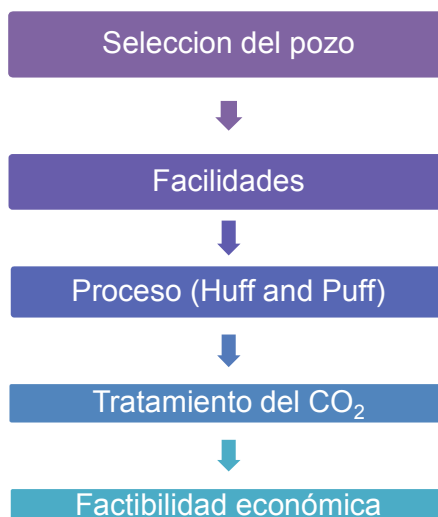 Seleccion del pozo
Facilidades
Proceso (Huff and Puff)
Tratamiento del CO₂
Factibilidad económica